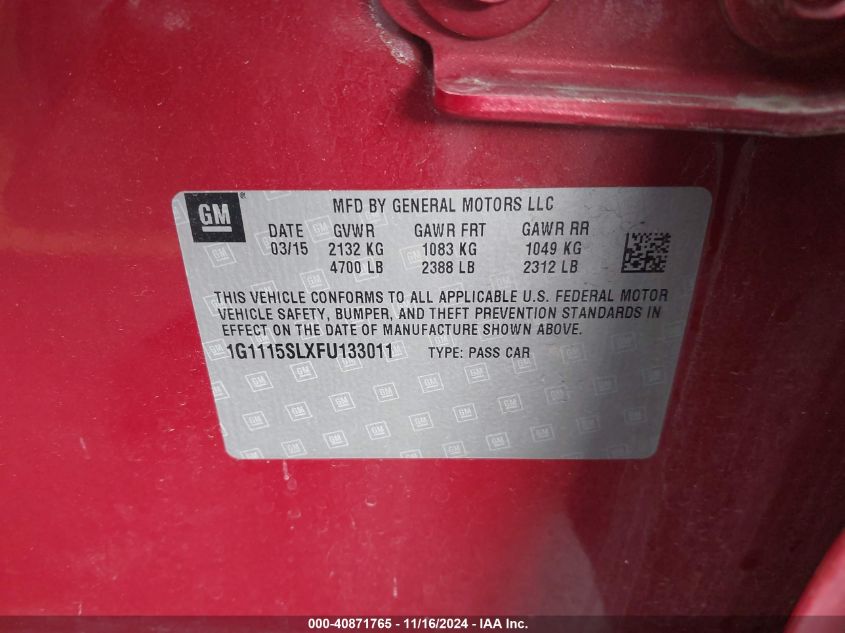 GM
MFD BY GENERAL MOTORS LLC
DATE GVWR GAWR FRT GAWR RR
03/15 2132 KG 1083 KG 1049 KG
4700 LB 2388 LB 2312 LB
THIS VEHICLE CONFORMS TO ALL APPLICABLE U.S. FEDERAL MOTOR
VEHICLE SAFETY, BUMPER, AND THEFT PREVENTION STANDARDS IN
EFFECT ON THE DATE OF MANUFACTURE SHOWN ABOVE.
1G1115SLXFU133011 TYPE: PASS CAR
000-40871765 - 11/16/2024 - IAA Inc.